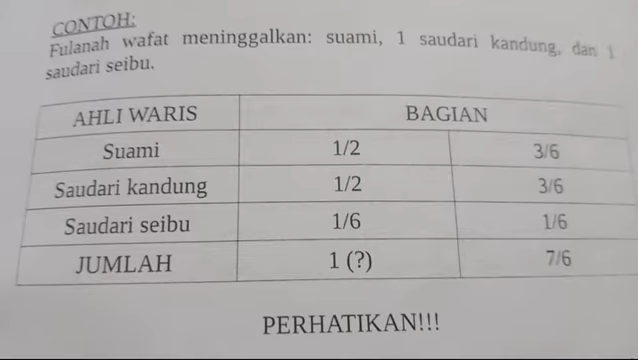 CONTOH:
Fulanah wafat meninggalkan: suami, 1 saudari kandung, dan 1
saudari seibu.
AHLI WARIS BAGIAN
Suami 1/2 3/6
Saudari kandung 1/2 3/6
Saudari seibu 1/6 1/6
JUMLAH 1 (?) 7/6
PERHATIKAN!!!